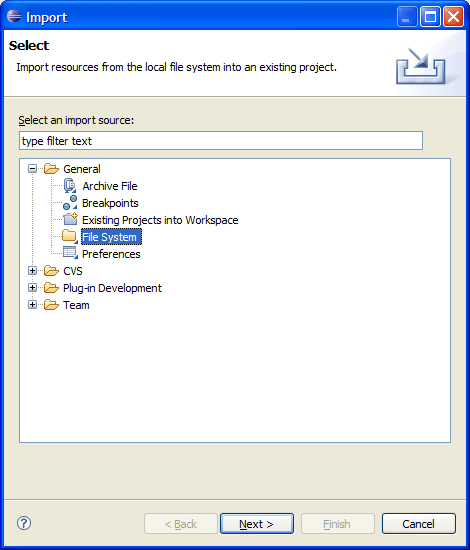 Import
Select
Import resources from the local file system into an existing project.
Select an import source:
type filter text
General
Archive File
Breakpoints
Existing Projects into Workspace
File System
Preferences
CVS
Plug-in Development
Team
? < Back Next > Finish Cancel